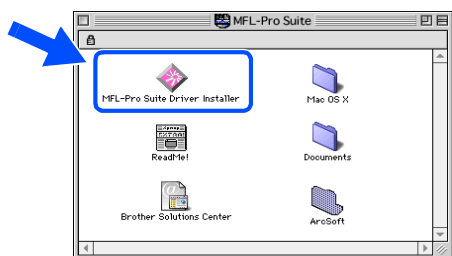 MFL-Pro Suite
MFL-Pro Suite Driver Installer
Mac OS X
ReadMe!
Documents
Brother Solutions Center
ArcSoft